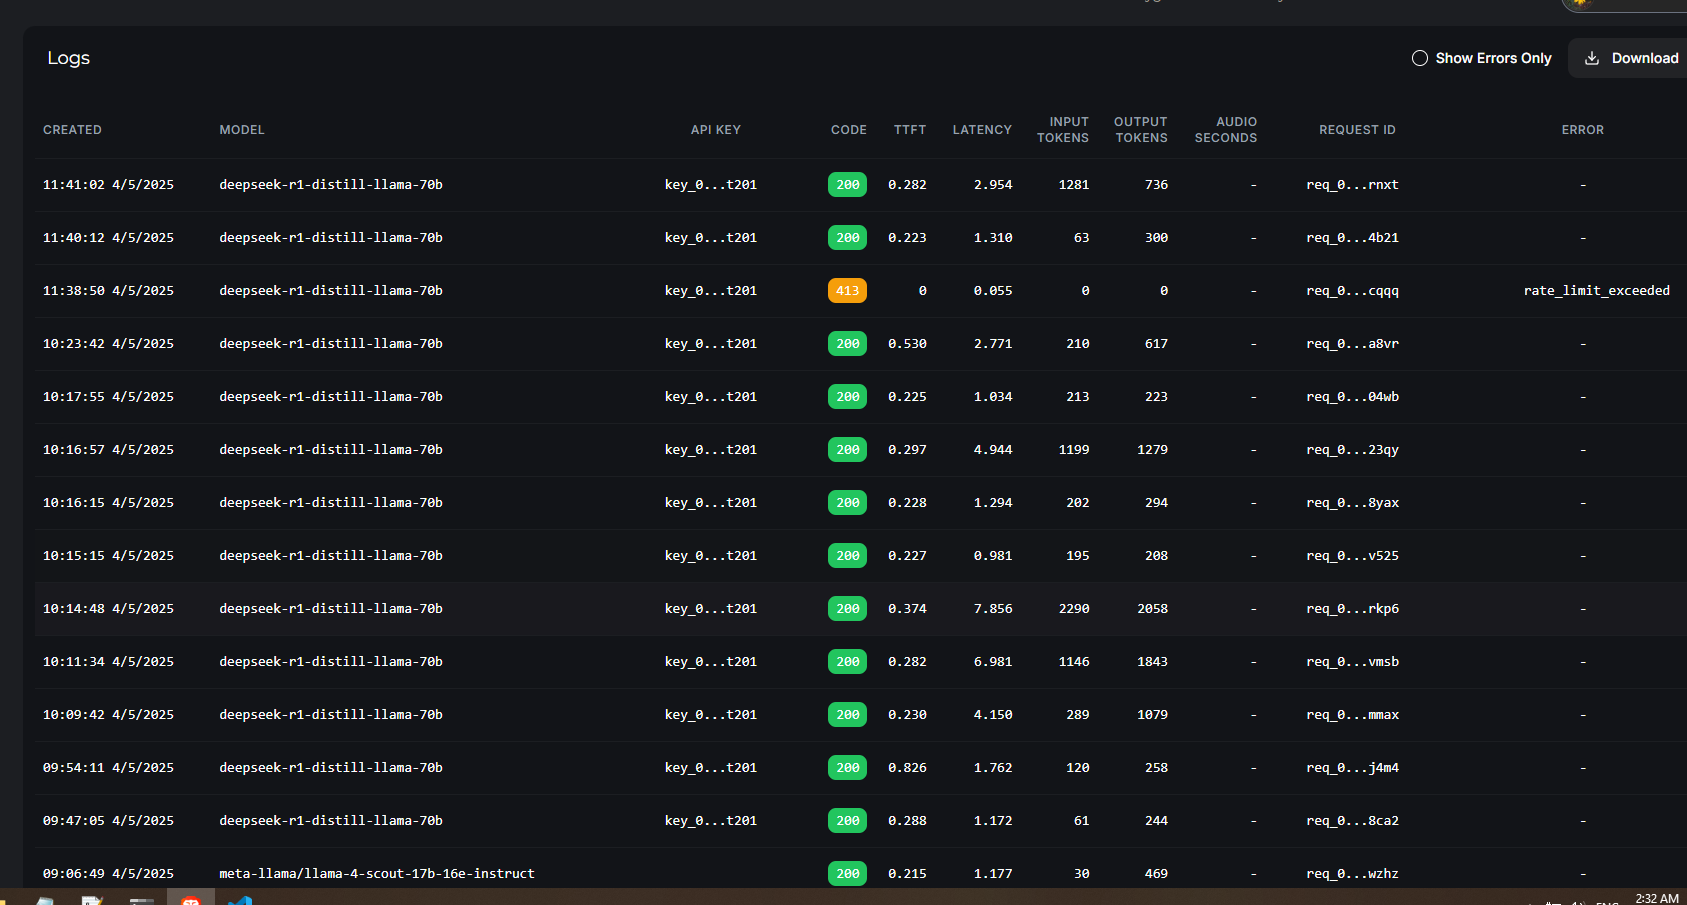 Logs
Show Errors Only
Download
CREATED MODEL API KEY CODE TTFT LATENCY INPUT TOKENS OUTPUT TOKENS AUDIO SECONDS REQUEST ID ERROR
11:41:02 4/5/2025 deepseek-r1-distill-llama-70b key_0...t201 200 0.282 2.954 1281 736 - req_0...rnxt -
11:40:12 4/5/2025 deepseek-r1-distill-llama-70b key_0...t201 200 0.223 1.310 63 300 - req_0...4b21 -
11:38:50 4/5/2025 deepseek-r1-distill-llama-70b key_0...t201 413 0 0.055 0 0 - req_0...cqqq rate_limit_exceeded
10:23:42 4/5/2025 deepseek-r1-distill-llama-70b key_0...t201 200 0.530 2.771 210 617 - req_0...a8vr -
10:17:55 4/5/2025 deepseek-r1-distill-llama-70b key_0...t201 200 0.225 1.034 213 223 - req_0...04wb -
10:16:57 4/5/2025 deepseek-r1-distill-llama-70b key_0...t201 200 0.297 4.944 1199 1279 - req_0...23qy -
10:16:15 4/5/2025 deepseek-r1-distill-llama-70b key_0...t201 200 0.228 1.294 202 294 - req_0...8yax -
10:15:15 4/5/2025 deepseek-r1-distill-llama-70b key_0...t201 200 0.227 0.981 195 208 - req_0...v525 -
10:14:48 4/5/2025 deepseek-r1-distill-llama-70b key_0...t201 200 0.374 7.856 2290 2058 - req_0...rkp6 -
10:11:34 4/5/2025 deepseek-r1-distill-llama-70b key_0...t201 200 0.282 6.981 1146 1843 - req_0...vmsb -
10:09:42 4/5/2025 deepseek-r1-distill-llama-70b key_0...t201 200 0.230 4.150 289 1079 - req_0...mmax -
09:54:11 4/5/2025 deepseek-r1-distill-llama-70b key_0...t201 200 0.826 1.762 120 258 - req_0...j4m4 -
09:47:05 4/5/2025 deepseek-r1-distill-llama-70b key_0...t201 200 0.288 1.172 61 244 - req_0...8ca2 -
09:06:49 4/5/2025 meta-llama/llama-4-scout-17b-16e-instruct 200 0.215 1.177 30 469 - req_0...wzhz -
2:32 AM